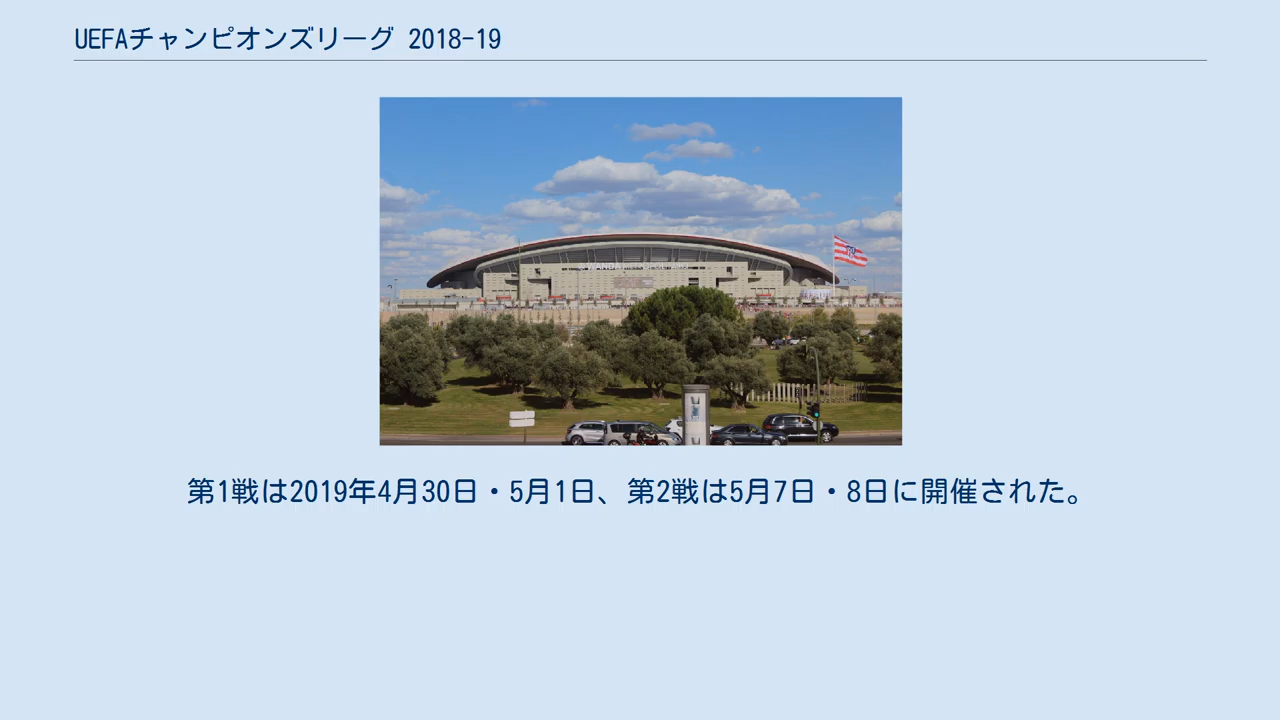 UEFAチャンピオンズリーグ 2018-19
第1戦は2019年4月30日・5月1日、第2戦は5月7日・8日に開催された。